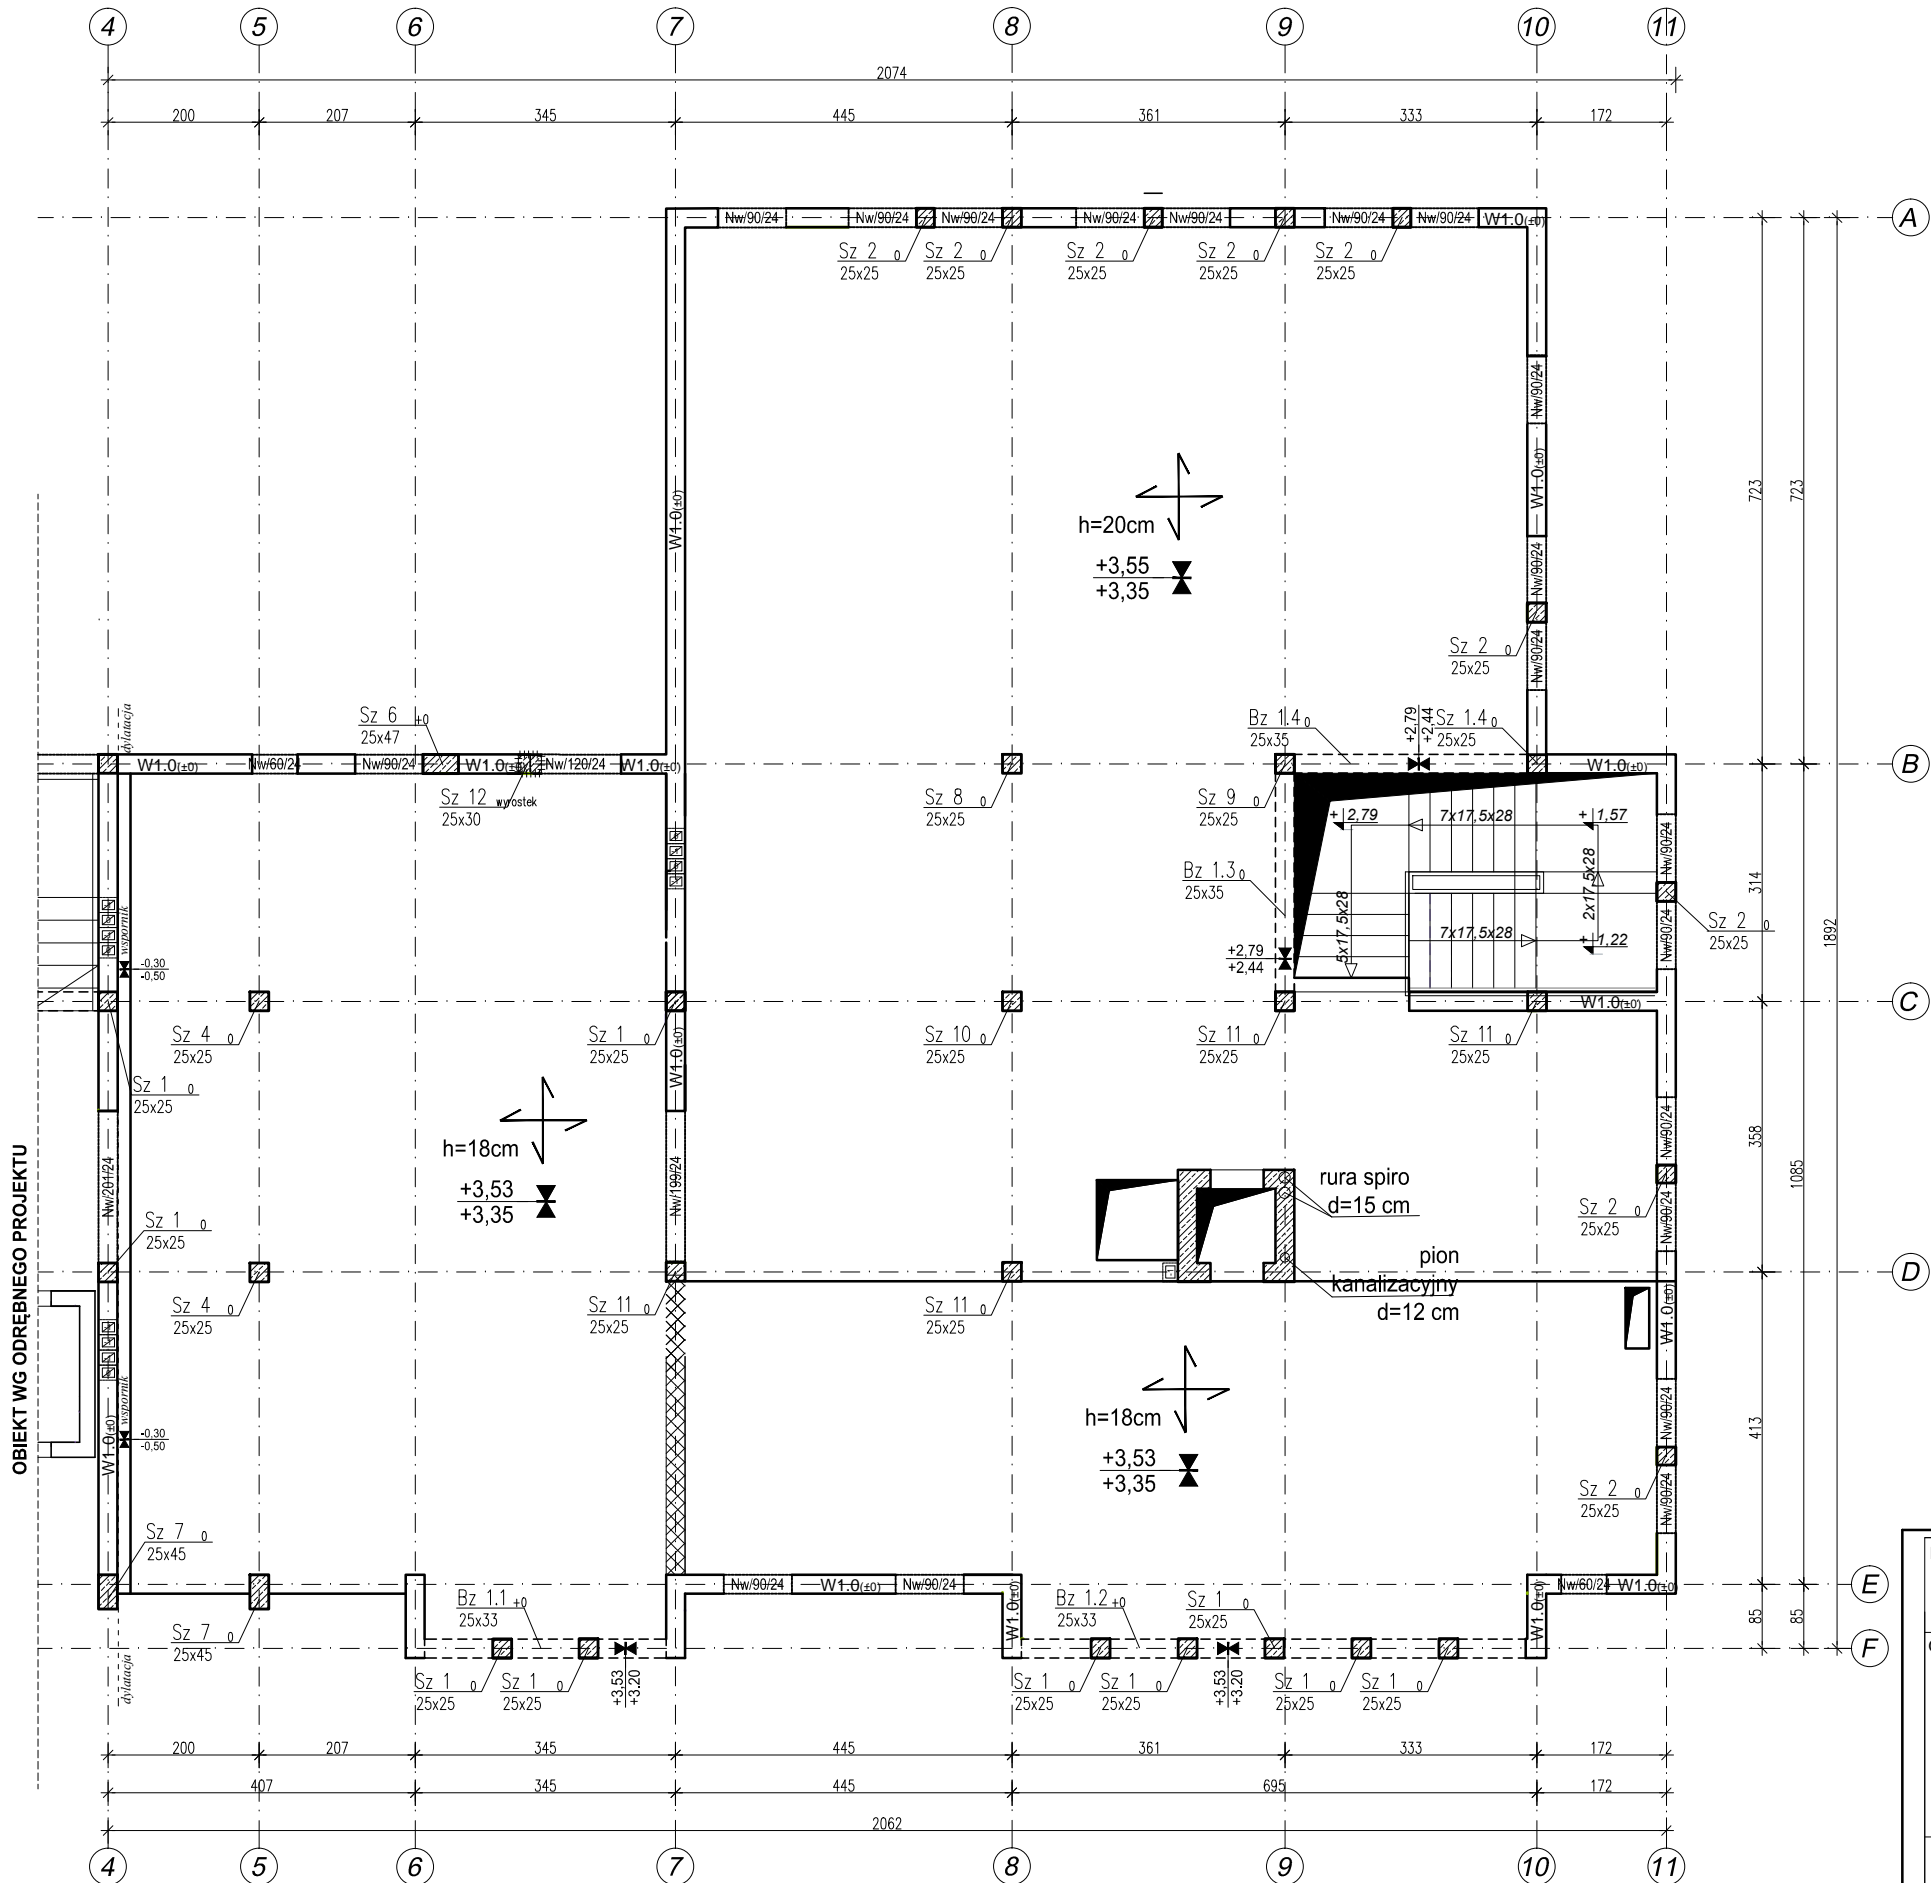 4 5 6 7 8 9 10 11
2074
200 207 345 445 361 333 172
Nw/90/24 Nw/90/24 Nw/90/24 Nw/90/24 Nw/90/24 Nw/90/24 Nw/90/24 W1.0(±0)
A
Sz 2 0 Sz 2 0 Sz 2 0 Sz 2 0 Sz 2 0
25x25 25x25 25x25 25x25 25x25
Nw/90/24
W1.0(±0)
W1.0(±0)
723
723
h=20cm
+3,55
+3,35
Nw/90/24
Sz 2 0
25x25
Nw/90/24
dylatacja
Sz 6 +0
25x47
Bz 1.4 0
25x35
+2,79
+2,44
Sz 1.4 0
25x25
W1.0(±0) Nw/60/24 Nw/90/24 W1.0(±0) Nw/120/24 W1.0(±0)
W1.0(±0)
B
Sz 12 wyrostek
25x30
Sz 8 0
25x25
Sz 9 0
25x25
+2,79
7x17,5x28
+1,57
Nw/90/24
Bz 1.3 0
25x35
2x17,5x28
5x17,5x28
7x17,5x28
+1,22
314
1892
Sz 2 0
25x25
Nw/90/24
wspornik
-0,30
-0,50
+2,79
+2,44
W1.0(±0)
C
Sz 4 0
25x25
Sz 1 0
25x25
Sz 10 0
25x25
Sz 11 0
25x25
Sz 11 0
25x25
Sz 1 0
25x25
W1.0(±0)
h=18cm
+3,53
+3,35
Nw/201/24
Nw/199/24
Nw/90/24
358
1085
rura spiro
d=15 cm
Sz 2 0
25x25
Nw/90/24
Sz 1 0
25x25
pion
kanalizacyjny
d=12 cm
D
OBIEKT WG ODRĘBNEGO PROJEKTU
Sz 4 0
25x25
Sz 11 0
25x25
Sz 11 0
25x25
W1.0(±0)
h=18cm
+3,53
+3,35
wspornik
-0,30
-0,50
W1.0(±0)
Nw/90/24
413
Sz 2 0
25x25
Nw/90/24
Sz 7 0
25x45
Nw/90/24 W1.0(±0) Nw/90/24
Nw/60/24 W1.0(±0)
E
Bz 1.1 +0
25x33
W1.0(±0)
Bz 1.2 +0
25x33
Sz 1 0
25x25
W1.0(±0)
85
85
Sz 7 0
25x45
F
dylatacja
Sz 1 0
25x25
Sz 1 0
25x25
+3,53
+3.20
Sz 1 0
25x25
Sz 1 0
25x25
+3,53
+3.20
Sz 1 0
25x25
Sz 1 0
25x25
200 207 345 445 361 333 172
407 345 445 695 172
2062
4 5 6 7 8 9 10 11